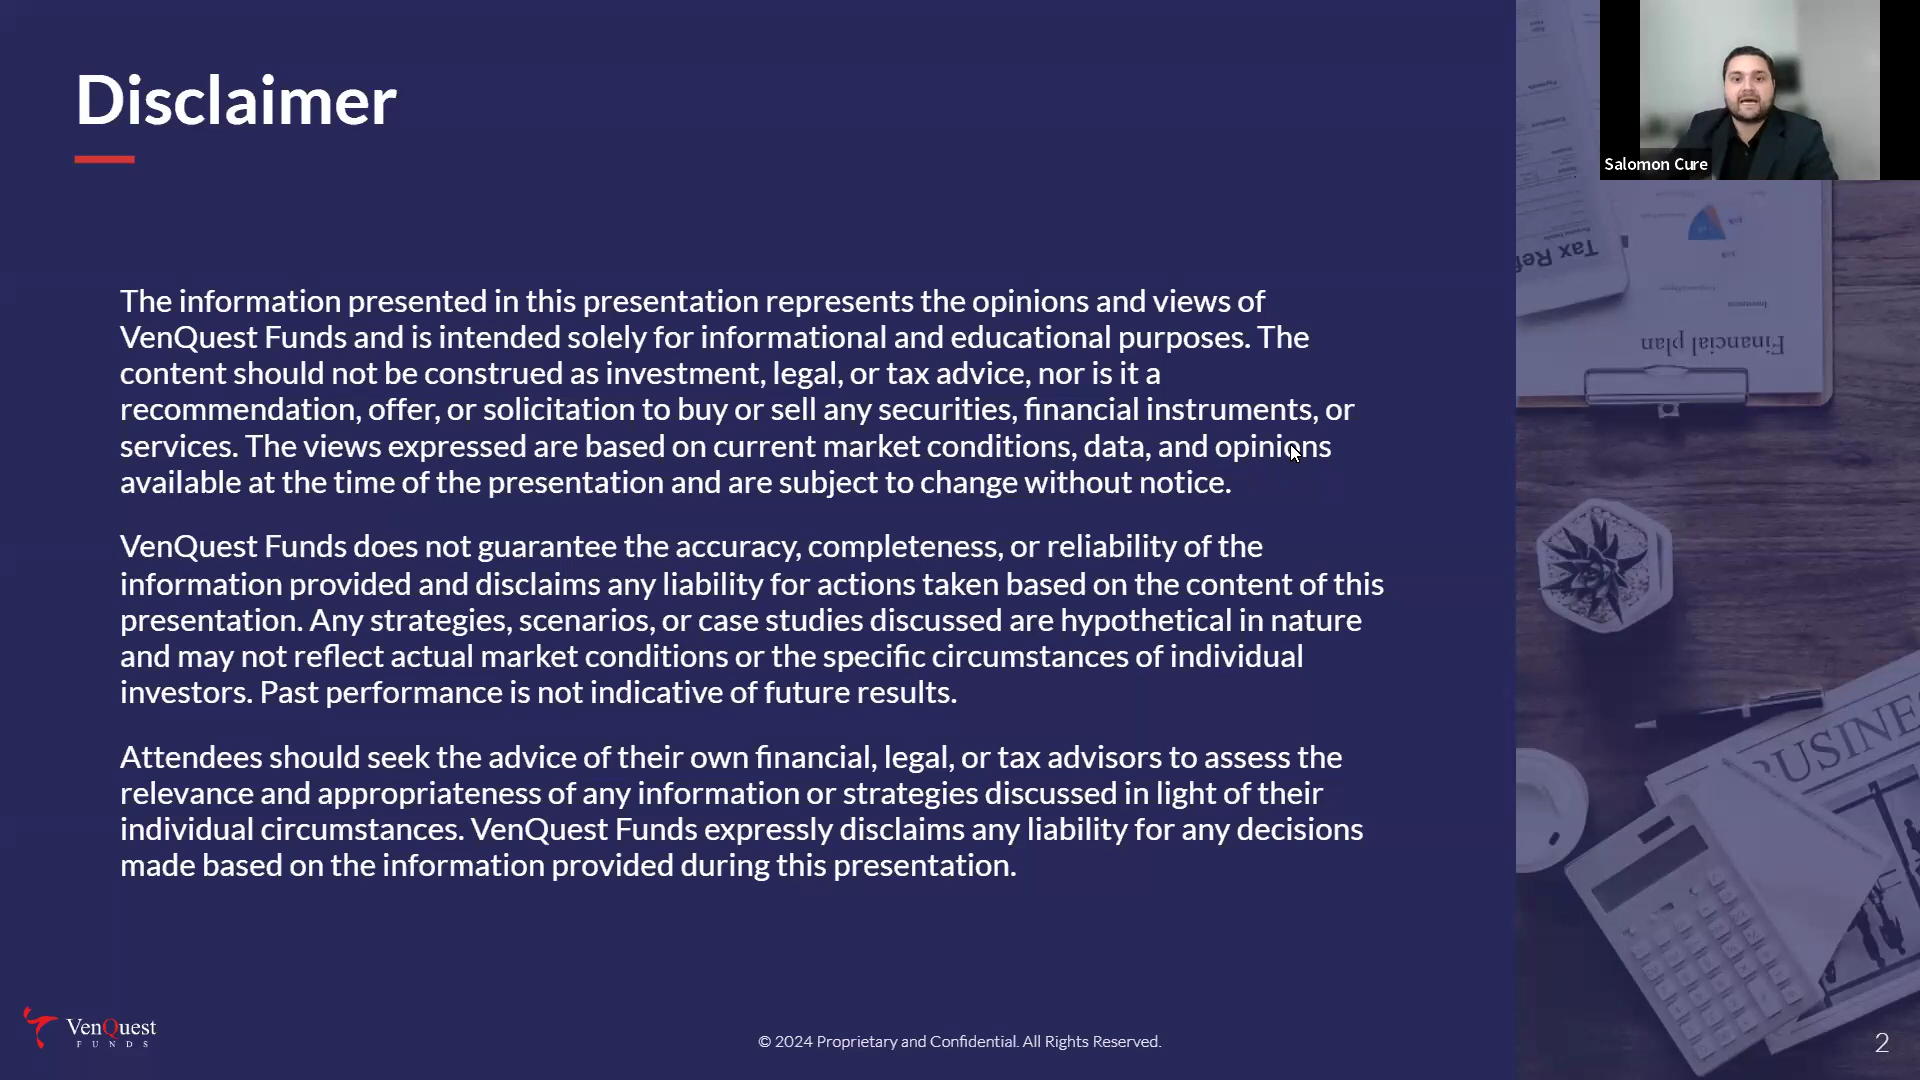 Disclaimer
The information presented in this presentation represents the opinions and views of
VenQuest Funds and is intended solely for informational and educational purposes. The
content should not be construed as investment, legal, or tax advice, nor is it a
recommendation, offer, or solicitation to buy or sell any securities, financial instruments, or
services. The views expressed are based on current market conditions, data, and opinions
available at the time of the presentation and are subject to change without notice.
VenQuest Funds does not guarantee the accuracy, completeness, or reliability of the
information provided and disclaims any liability for actions taken based on the content of this
presentation. Any strategies, scenarios, or case studies discussed are hypothetical in nature
and may not reflect actual market conditions or the specific circumstances of individual
investors. Past performance is not indicative of future results.
Attendees should seek the advice of their own financial, legal, or tax advisors to assess the
relevance and appropriateness of any information or strategies discussed in light of their
individual circumstances. VenQuest Funds expressly disclaims any liability for any decisions
made based on the information provided during this presentation.
Salomon Cure
Tax Ref
Financial plan
BUSINE
VenQuest
FUNDS
© 2024 Proprietary and Confidential. All Rights Reserved.
2